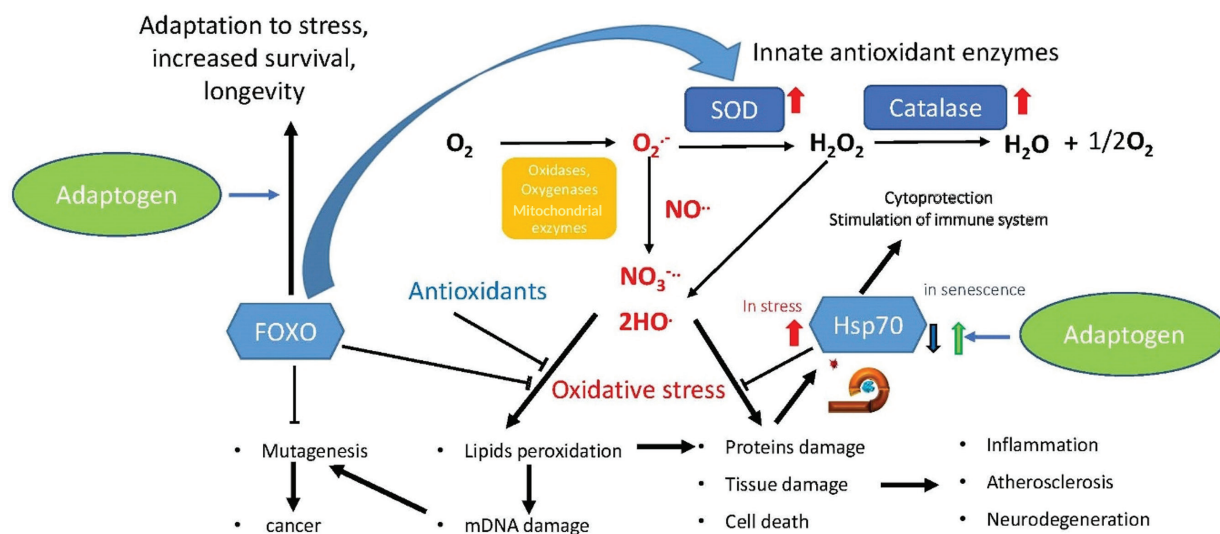 Adaptation to stress,
increased survival,
longevity
Innate antioxidant enzymes
SOD
Catalase
O₂
O₂·⁻
H₂O₂
H₂O + 1/2O₂
Oxidases,
Oxygenases
Mitochondrial
exzymes
NO··
Adaptogen
Cytoprotection
Stimulation of immune system
NO₃⁻··
2HO·
Antioxidants
FOXO
In stress
in senescence
Hsp70
Adaptogen
Oxidative stress
• Mutagenesis
• cancer
• Lipids peroxidation
• mDNA damage
• Proteins damage
• Tissue damage
• Cell death
• Inflammation
• Atherosclerosis
• Neurodegeneration